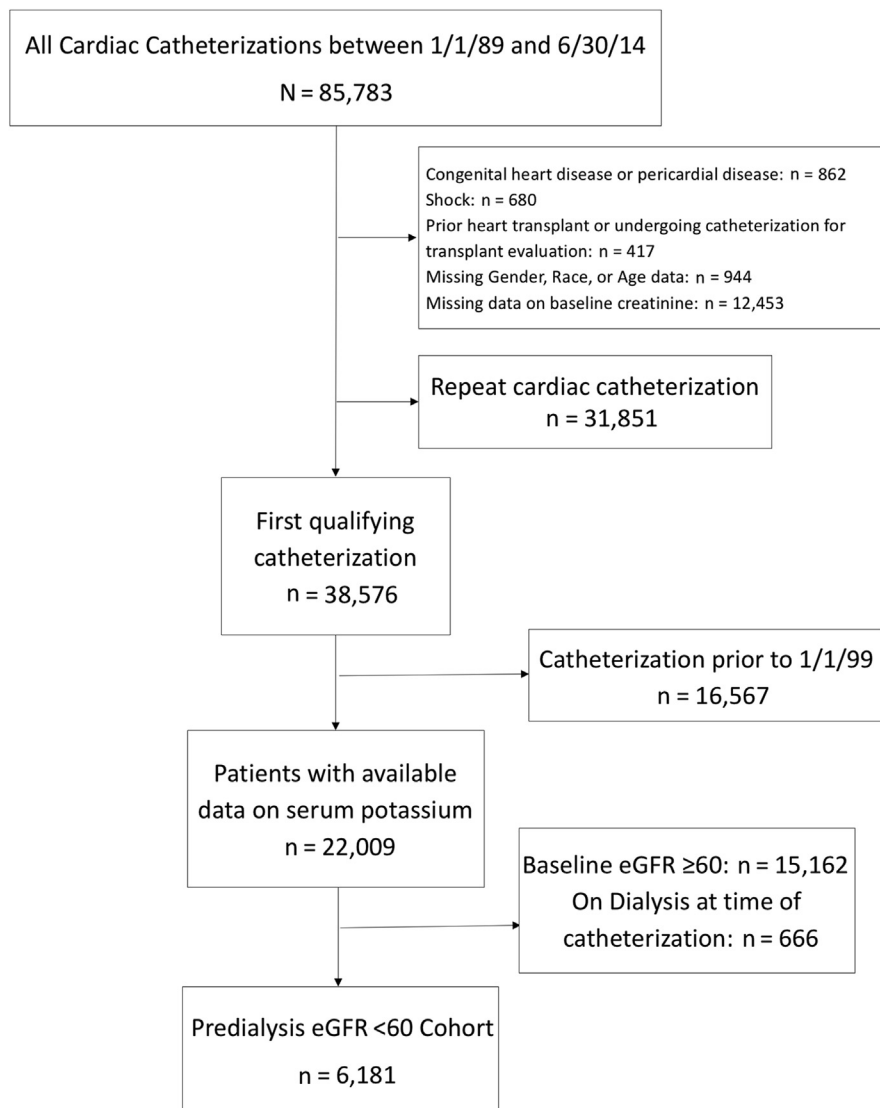 All Cardiac Catheterizations between 1/1/89 and 6/30/14
N = 85,783
Congenital heart disease or pericardial disease: n = 862
Shock: n = 680
Prior heart transplant or undergoing catheterization for
transplant evaluation: n = 417
Missing Gender, Race, or Age data: n = 944
Missing data on baseline creatinine: n = 12,453
Repeat cardiac catheterization
n = 31,851
First qualifying
catheterization
n = 38,576
Catheterization prior to 1/1/99
n = 16,567
Patients with available
data on serum potassium
n = 22,009
Baseline eGFR ≥60: n = 15,162
On Dialysis at time of
catheterization: n = 666
Predialysis eGFR <60 Cohort
n = 6,181